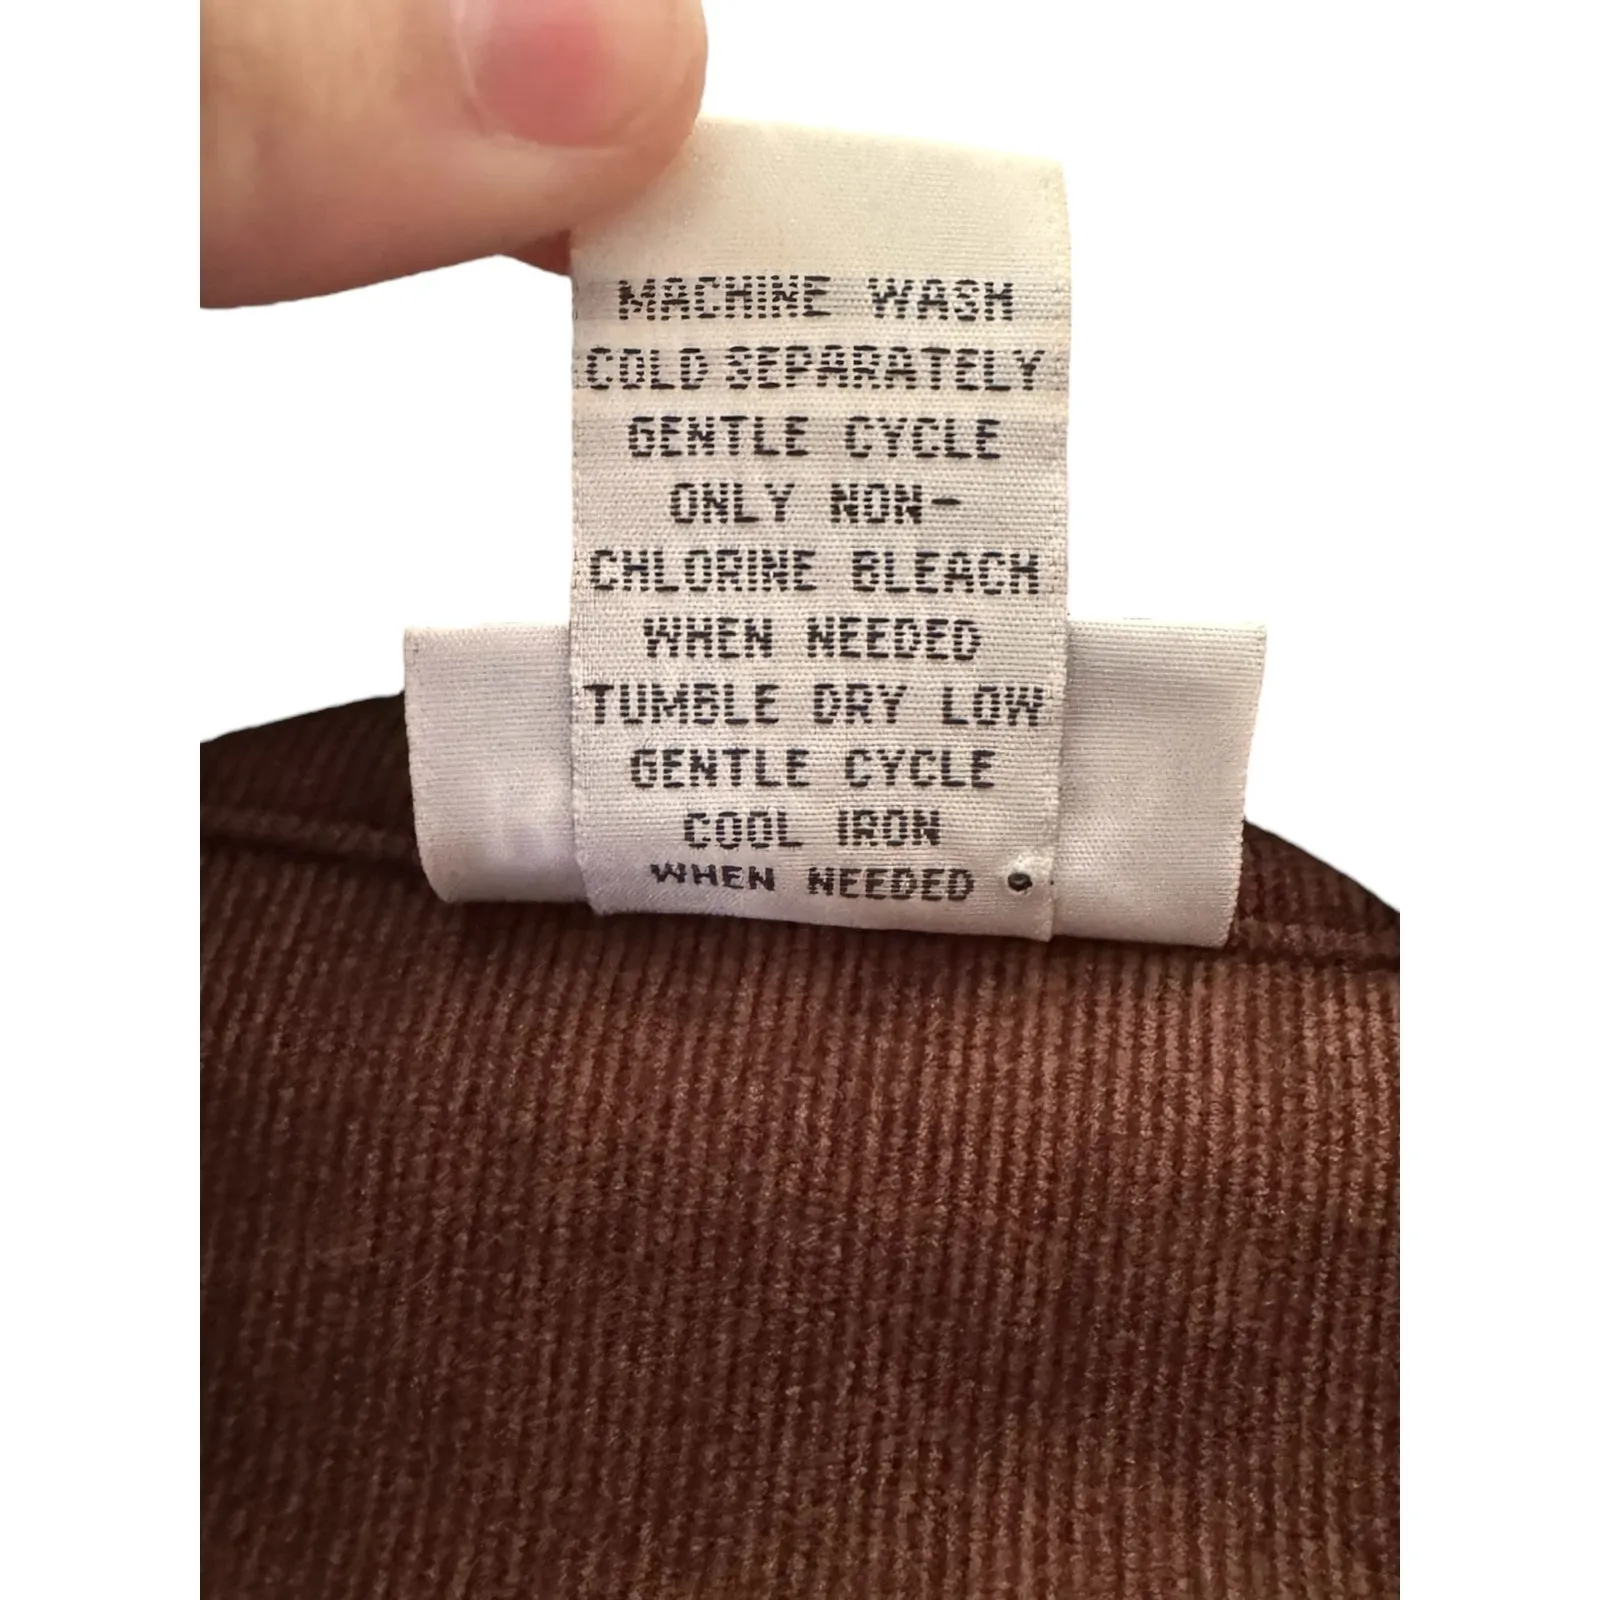 MACHINE WASH
COLD SEPARATELY
GENTLE CYCLE
ONLY NON-
CHLORINE BLEACH
WHEN NEEDED
TUMBLE DRY LOW
GENTLE CYCLE
COOL IRON
WHEN NEEDED